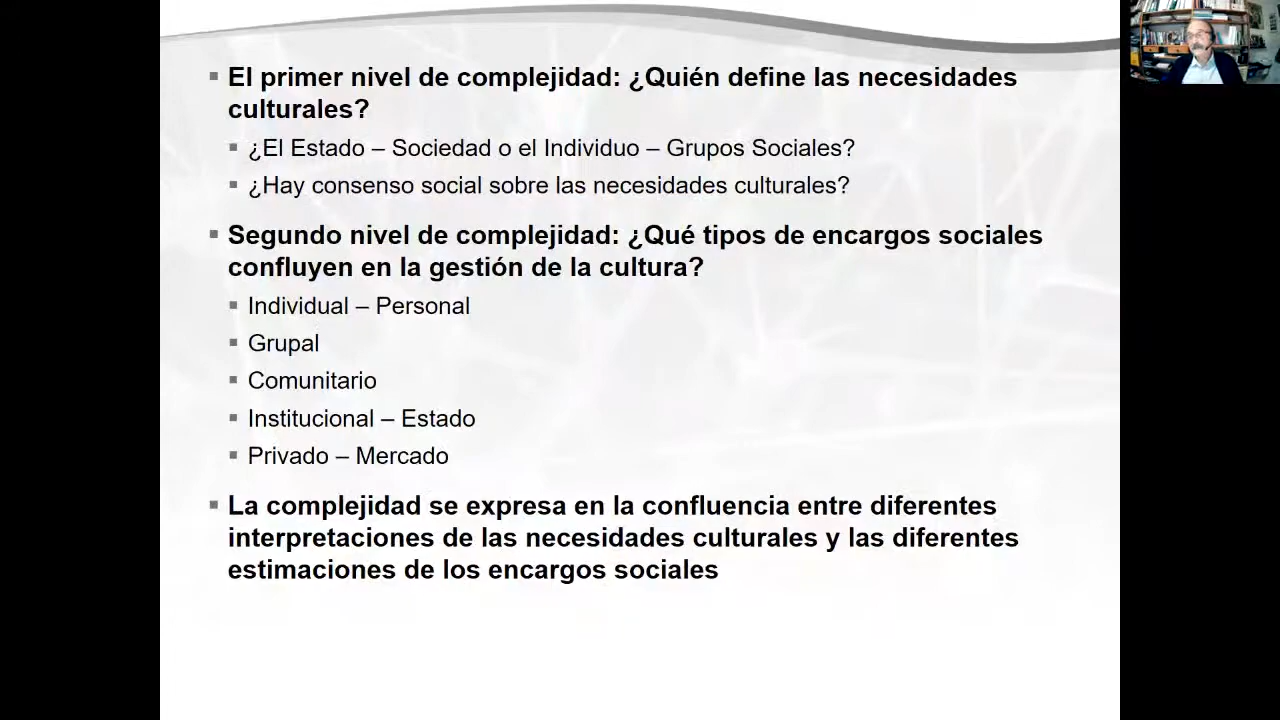 El primer nivel de complejidad: ¿Quién define las necesidades
culturales?
¿El Estado – Sociedad o el Individuo – Grupos Sociales?
¿Hay consenso social sobre las necesidades culturales?
Segundo nivel de complejidad: ¿Qué tipos de encargos sociales
confluyen en la gestión de la cultura?
Individual – Personal
Grupal
Comunitario
Institucional – Estado
Privado – Mercado
La complejidad se expresa en la confluencia entre diferentes
interpretaciones de las necesidades culturales y las diferentes
estimaciones de los encargos sociales